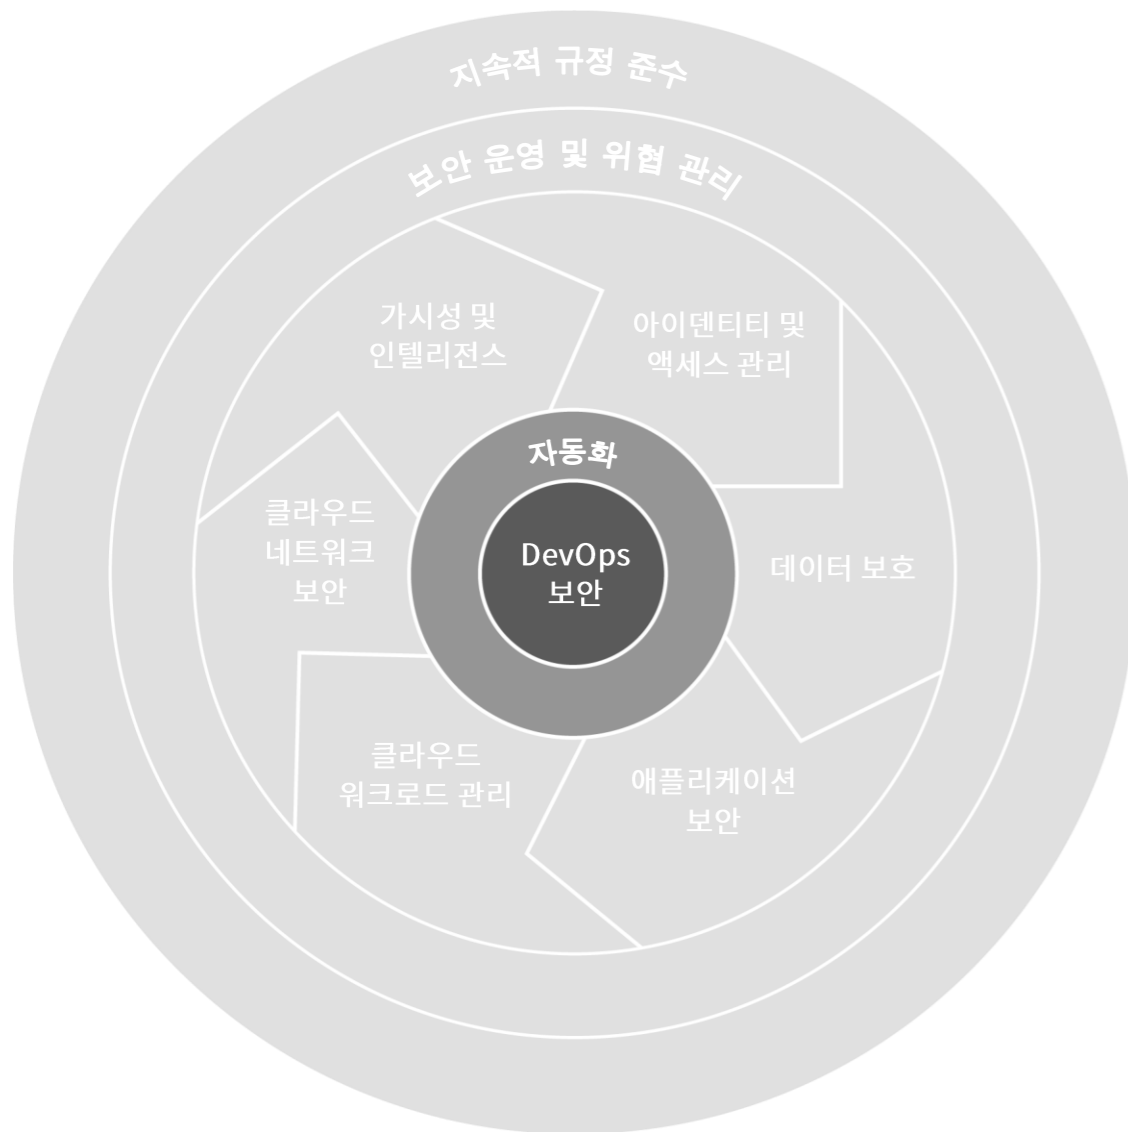 지속적 규정 준수
보안 운영 및 위협 관리
가시성 및
인텔리전스
아이덴티티 및
액세스 관리
자동화
클라우드
네트워크
보안
DevOps
보안
데이터 보호
클라우드
워크로드 관리
애플리케이션
보안